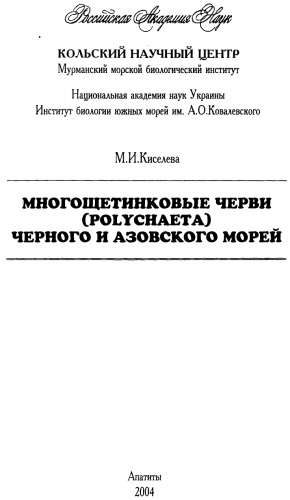 Российская Академия Наук
КОЛЬСКИЙ НАУЧНЫЙ ЦЕНТР
Мурманский морской биологический институт
Национальная академия наук Украины
Институт биологии южных морей им. А.О.Ковалевского
М.И.Киселева
МНОГОЩЕТИНКОВЫЕ ЧЕРВИ
(POLYCHAETA)
ЧЕРНОГО И АЗОВСКОГО МОРЕЙ
Апатиты
2004